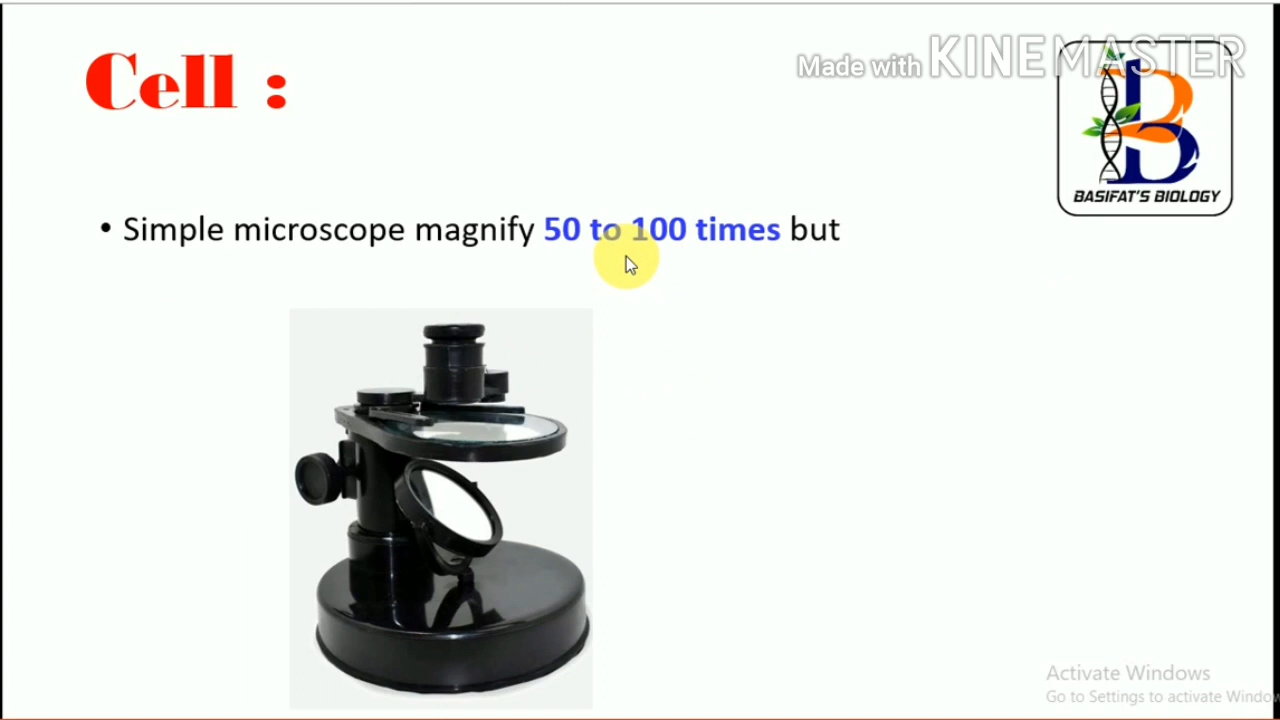 Cell :
Made with KINEMASTER
BASIFAT'S BIOLOGY
• Simple microscope magnify 50 to 100 times but
Activate Windows
Go to Settings to activate Window